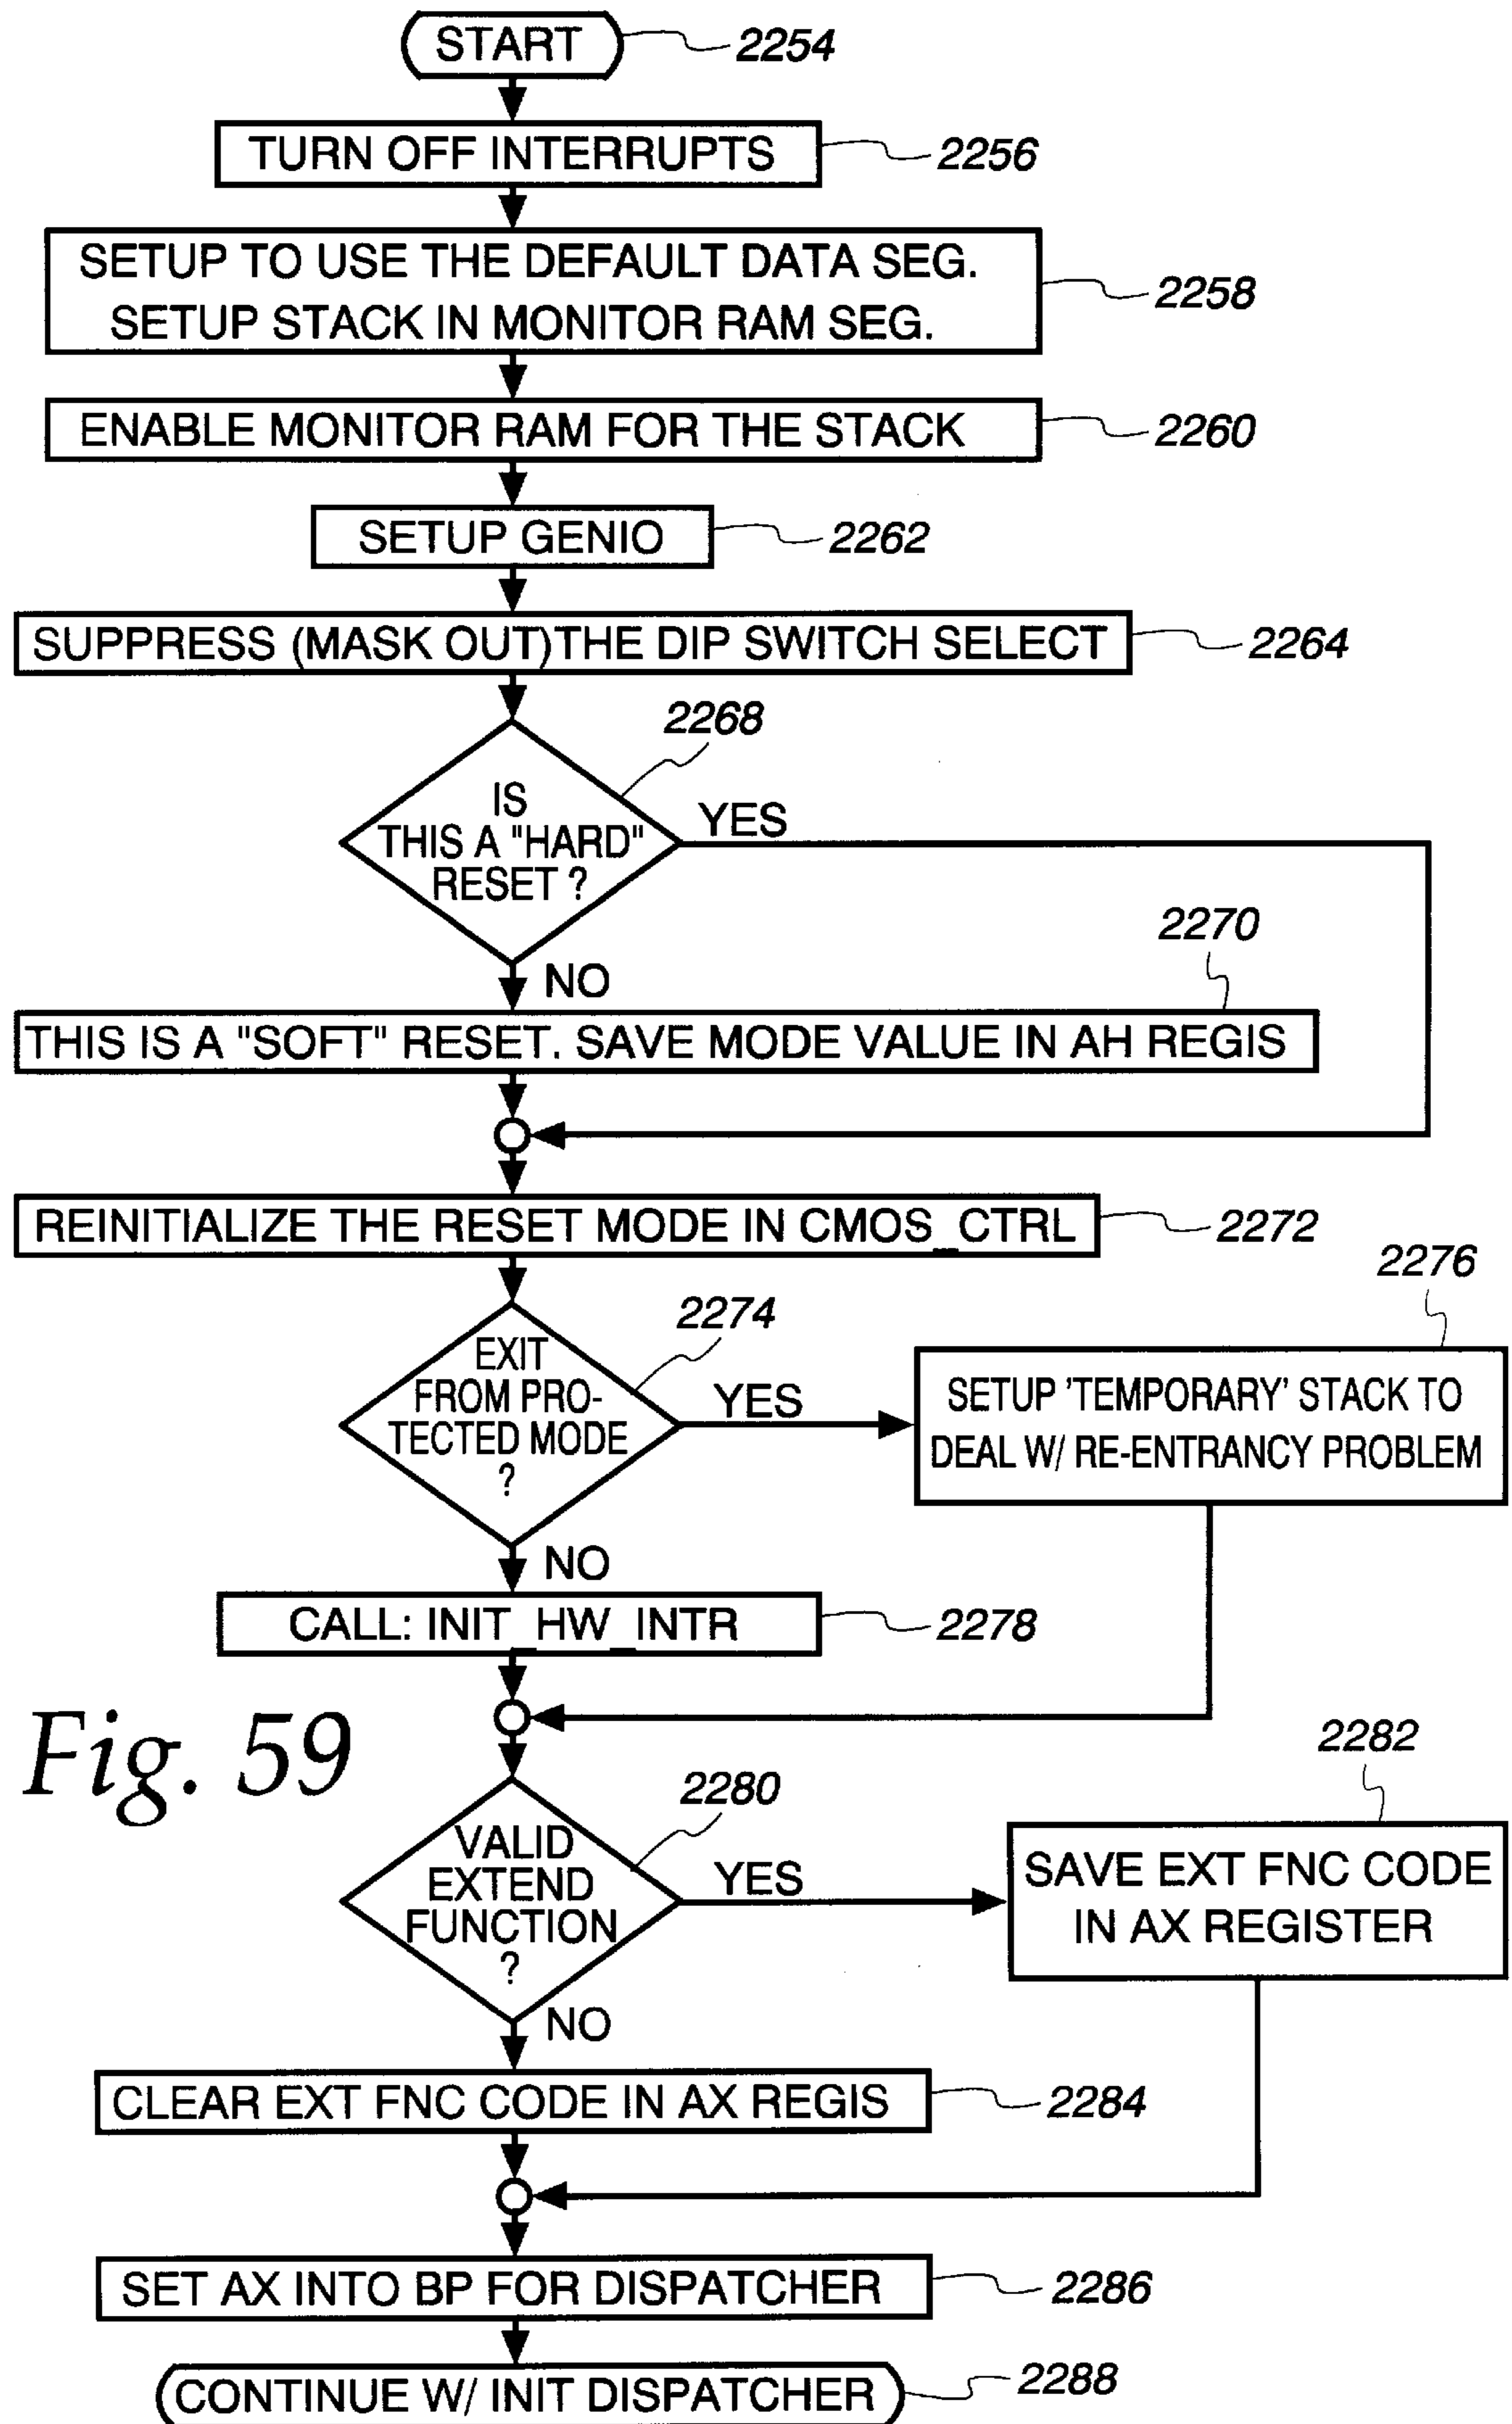 START
2254
TURN OFF INTERRUPTS
2256
SETUP TO USE THE DEFAULT DATA SEG.
SETUP STACK IN MONITOR RAM SEG.
2258
ENABLE MONITOR RAM FOR THE STACK
2260
SETUP GENIO
2262
SUPPRESS (MASK OUT)THE DIP SWITCH SELECT
2264
2268
IS
THIS A "HARD"
RESET ?
YES
NO
2270
THIS IS A "SOFT" RESET. SAVE MODE VALUE IN AH REGIS
REINITIALIZE THE RESET MODE IN CMOS_CTRL
2272
2274
EXIT
FROM PRO-
TECTED MODE
?
YES
NO
2276
SETUP 'TEMPORARY' STACK TO
DEAL W/ RE-ENTRANCY PROBLEM
CALL: INIT_HW_INTR
2278
Fig. 59
2280
VALID
EXTEND
FUNCTION
?
YES
NO
2282
SAVE EXT FNC CODE
IN AX REGISTER
CLEAR EXT FNC CODE IN AX REGIS
2284
SET AX INTO BP FOR DISPATCHER
2286
CONTINUE W/ INIT DISPATCHER
2288